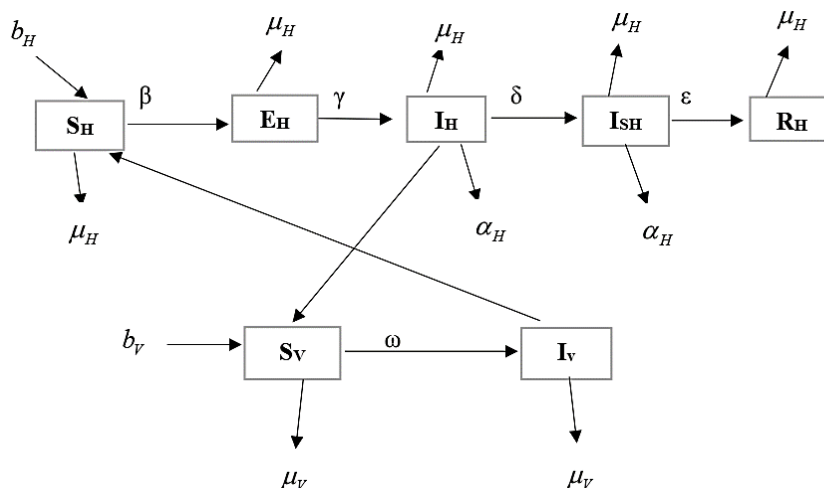 b_H μ_H μ_H μ_H μ_H
S_H β E_H γ I_H δ I_SH ε R_H
μ_H α_H α_H
b_V S_V ω I_v
μ_V μ_V